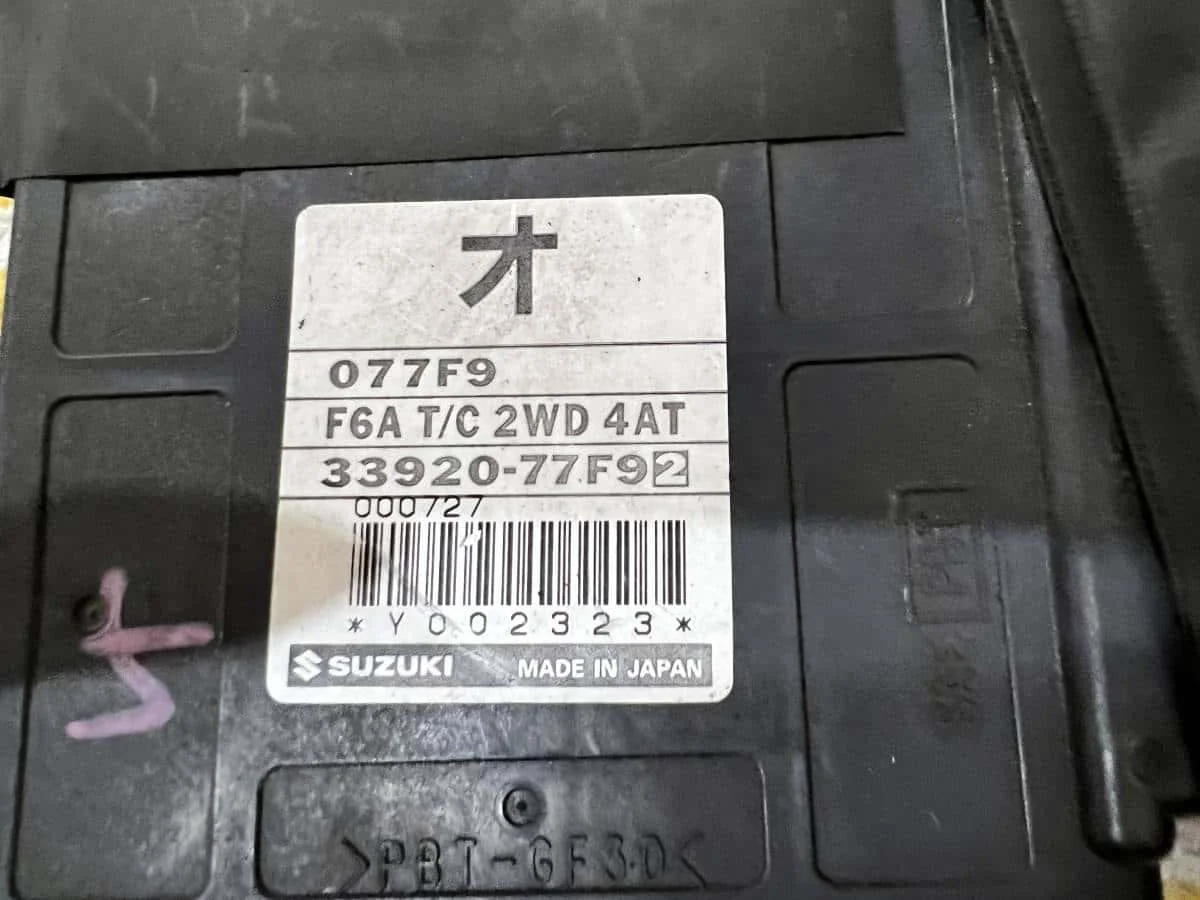 オ
077F9
F6A T/C 2WD 4AT
33920-77F92
000727
*Y002323*
SUZUKI MADE IN JAPAN
>PBT-GF30<